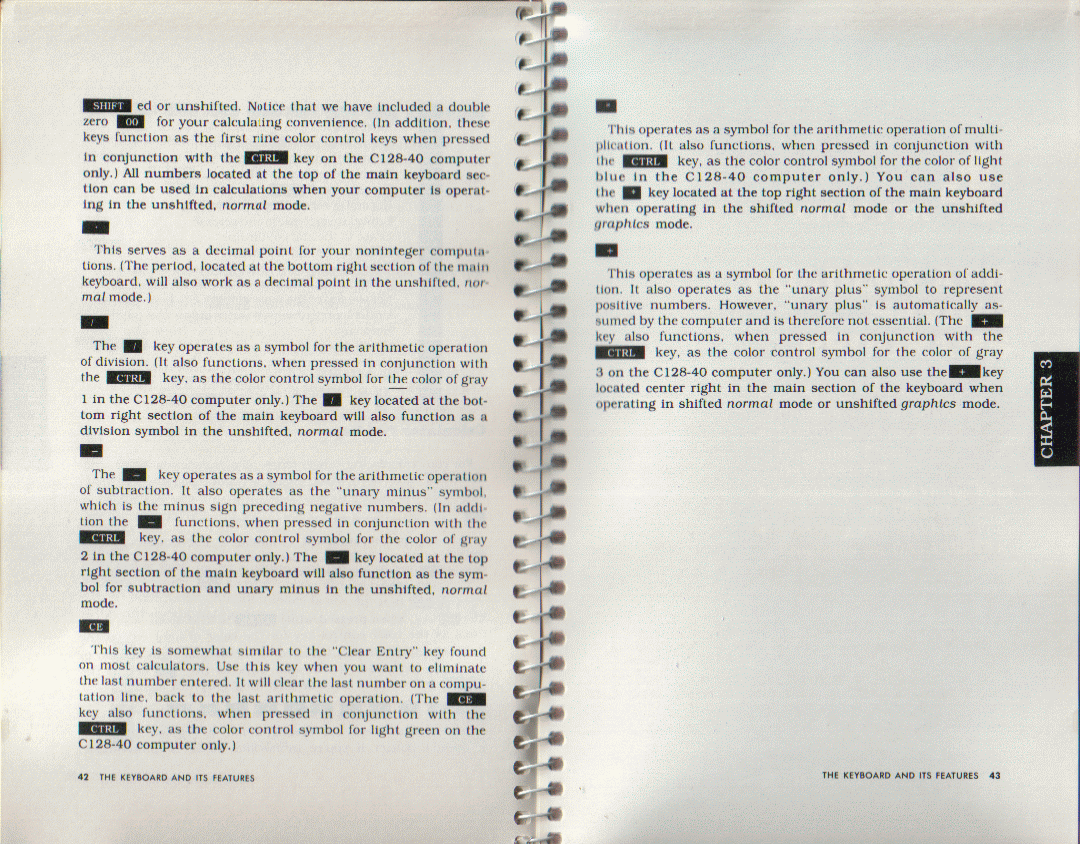 SHIFT ed or unshifted. Notice that we have included a double
zero 00 for your calculating convenience. (In addition, these
keys function as the first nine color control keys when pressed
in conjunction with the CTRL key on the C128-40 computer
only.) All numbers located at the top of the main keyboard sec-
tion can be used in calculations when your computer is operat-
ing in the unshifted, normal mode.
.
This serves as a decimal point for your noninteger computa-
tions. (The period, located at the bottom right section of the main
keyboard, will also work as a decimal point in the unshifted, nor-
mal mode.)
/
The / key operates as a symbol for the arithmetic operation
of division. (It also functions, when pressed in conjunction with
the CTRL key, as the color control symbol for the color of gray
1 in the C128-40 computer only.) The / key located at the bot-
tom right section of the main keyboard will also function as a
division symbol in the unshifted, normal mode.
-
The - key operates as a symbol for the arithmetic operation
of subtraction. It also operates as the "unary minus" symbol,
which is the minus sign preceding negative numbers. (In addi-
tion the - functions, when pressed in conjunction with the
CTRL key, as the color control symbol for the color of gray
2 in the C128-40 computer only.) The - key located at the top
right section of the main keyboard will also function as the sym-
bol for subtraction and unary minus in the unshifted, normal
mode.
CE
This key is somewhat similar to the "Clear Entry" key found
on most calculators. Use this key when you want to eliminate
the last number entered. It will clear the last number on a compu-
tation line, back to the last arithmetic operation. (The CE
key also functions, when pressed in conjunction with the
CTRL key, as the color control symbol for light green on the
C128-40 computer only.)
42 THE KEYBOARD AND ITS FEATURES
*
This operates as a symbol for the arithmetic operation of multi-
plication. (It also functions, when pressed in conjunction with
the CTRL key, as the color control symbol for the color of light
blue in the C128-40 computer only.) You can also use
the * key located at the top right section of the main keyboard
when operating in the shifted normal mode or the unshifted
graphics mode.
+
This operates as a symbol for the arithmetic operation of addi-
tion. It also operates as the "unary plus" symbol to represent
positive numbers. However, "unary plus" is automatically as-
sumed by the computer and is therefore not essential. (The +
key also functions, when pressed in conjunction with the
CTRL key, as the color control symbol for the color of gray
3 on the C128-40 computer only.) You can also use the + key
located center right in the main section of the keyboard when
operating in shifted normal mode or unshifted graphics mode.
CHAPTER 3
THE KEYBOARD AND ITS FEATURES 43